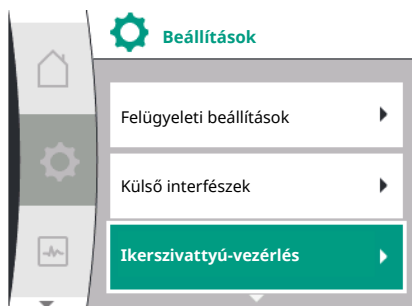 Beállítások
Felügyeleti beállítások
Külső interfészek
Ikerszivattyú-vezérlés